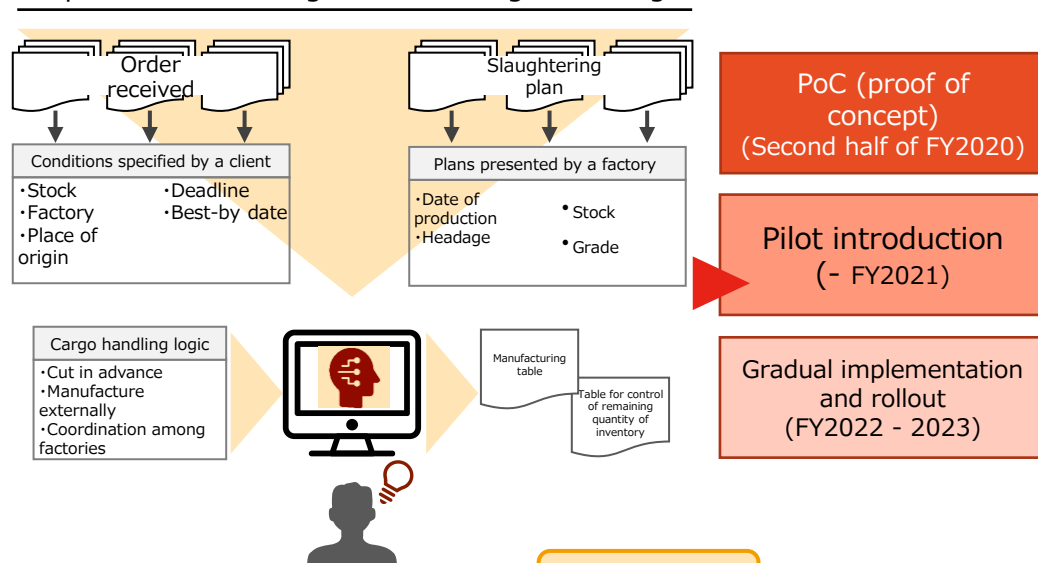 Order
received
Slaughtering
plan
Conditions specified by a client
・Stock
・Factory
・Place of
origin
・Deadline
・Best-by date
Plans presented by a factory
・Date of
production
・Headage
• Stock
• Grade
PoC (proof of
concept)
(Second half of FY2020)
Pilot introduction
(- FY2021)
Gradual implementation
and rollout
(FY2022 - 2023)
Cargo handling logic
・Cut in advance
・Manufacture
externally
・Coordination among
factories
Manufacturing
table
Table for control
of remaining
quantity of
inventory